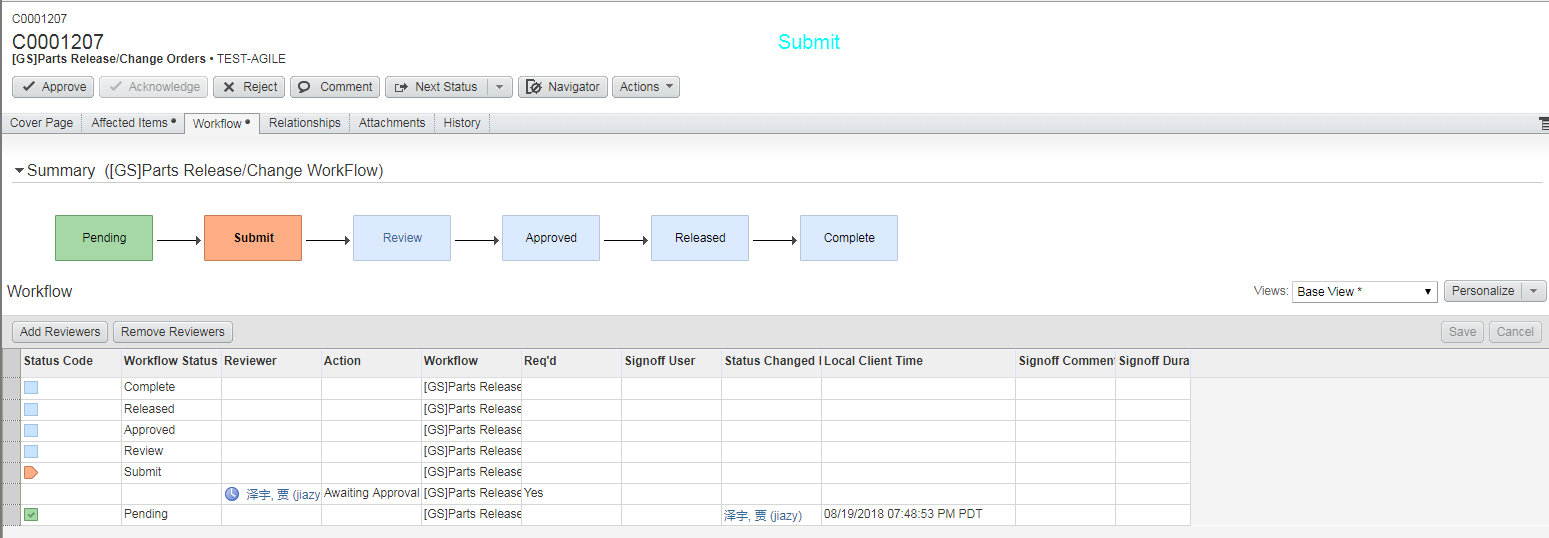 C0001207
C0001207
Submit
[GS]Parts Release/Change Orders • TEST-AGILE
Approve Acknowledge Reject Comment Next Status Navigator Actions
Cover Page Affected Items • Workflow • Relationships Attachments History
Summary ([GS]Parts Release/Change WorkFlow)
Pending Submit Review Approved Released Complete
Workflow
Views: Base View * Personalize
Add Reviewers Remove Reviewers Save Cancel
Status Code Workflow Status Reviewer Action Workflow Req'd Signoff User Status Changed Local Client Time Signoff Commen Signoff Dura
Complete [GS]Parts Release
Released [GS]Parts Release
Approved [GS]Parts Release
Review [GS]Parts Release
Submit [GS]Parts Release
泽宇, 贾 (jiazy Awaiting Approval [GS]Parts Release Yes
Pending [GS]Parts Release 泽宇, 贾 (jiazy) 08/19/2018 07:48:53 PM PDT